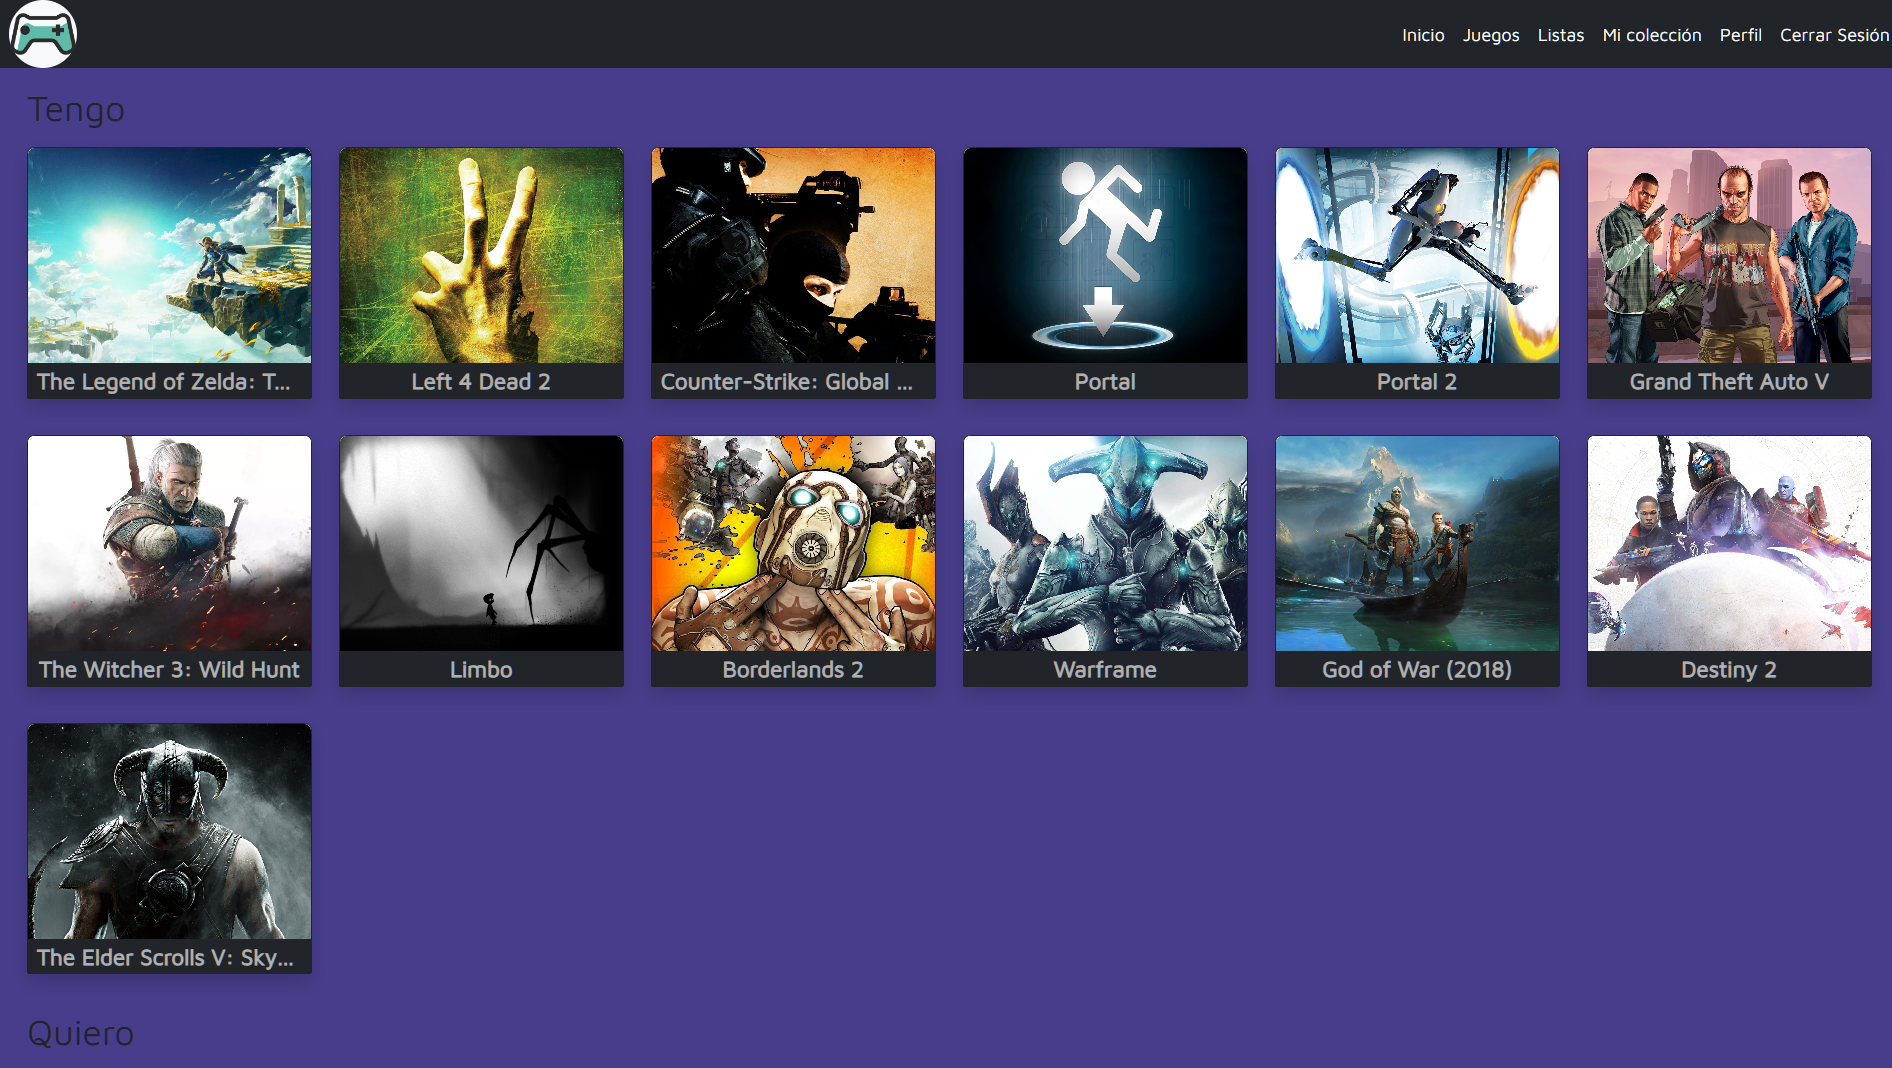 Inicio Juegos Listas Mi colección Perfil Cerrar Sesión
Tengo
The Legend of Zelda: T...
Left 4 Dead 2
Counter-Strike: Global ...
Portal
Portal 2
Grand Theft Auto V
The Witcher 3: Wild Hunt
Limbo
Borderlands 2
Warframe
God of War (2018)
Destiny 2
The Elder Scrolls V: Sky...
Quiero